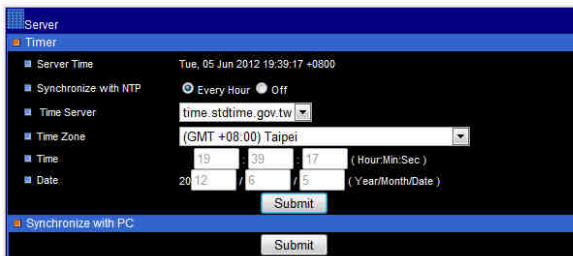 Server
Timer
Server Time Tue, 05 Jun 2012 19:39:17 +0800
Synchronize with NTP Every Hour Off
Time Server time.stdtime.gov.tw
Time Zone (GMT +08:00) Taipei
Time 19 : 39 : 17 ( Hour:Min:Sec )
Date 2012 / 6 / 5 ( Year/Month/Date )
Submit
Synchronize with PC
Submit